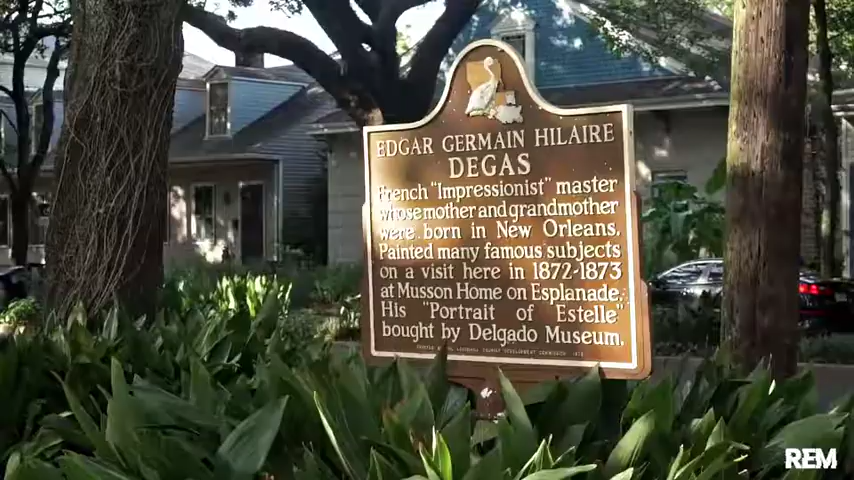 EDGAR GERMAIN HILAIRE
DEGAS
French "Impressionist" master
whose mother and grandmother
were born in New Orleans.
Painted many famous subjects
on a visit here in 1872-1873
at Musson Home on Esplanade.
His "Portrait of Estelle"
bought by Delgado Museum.
REM